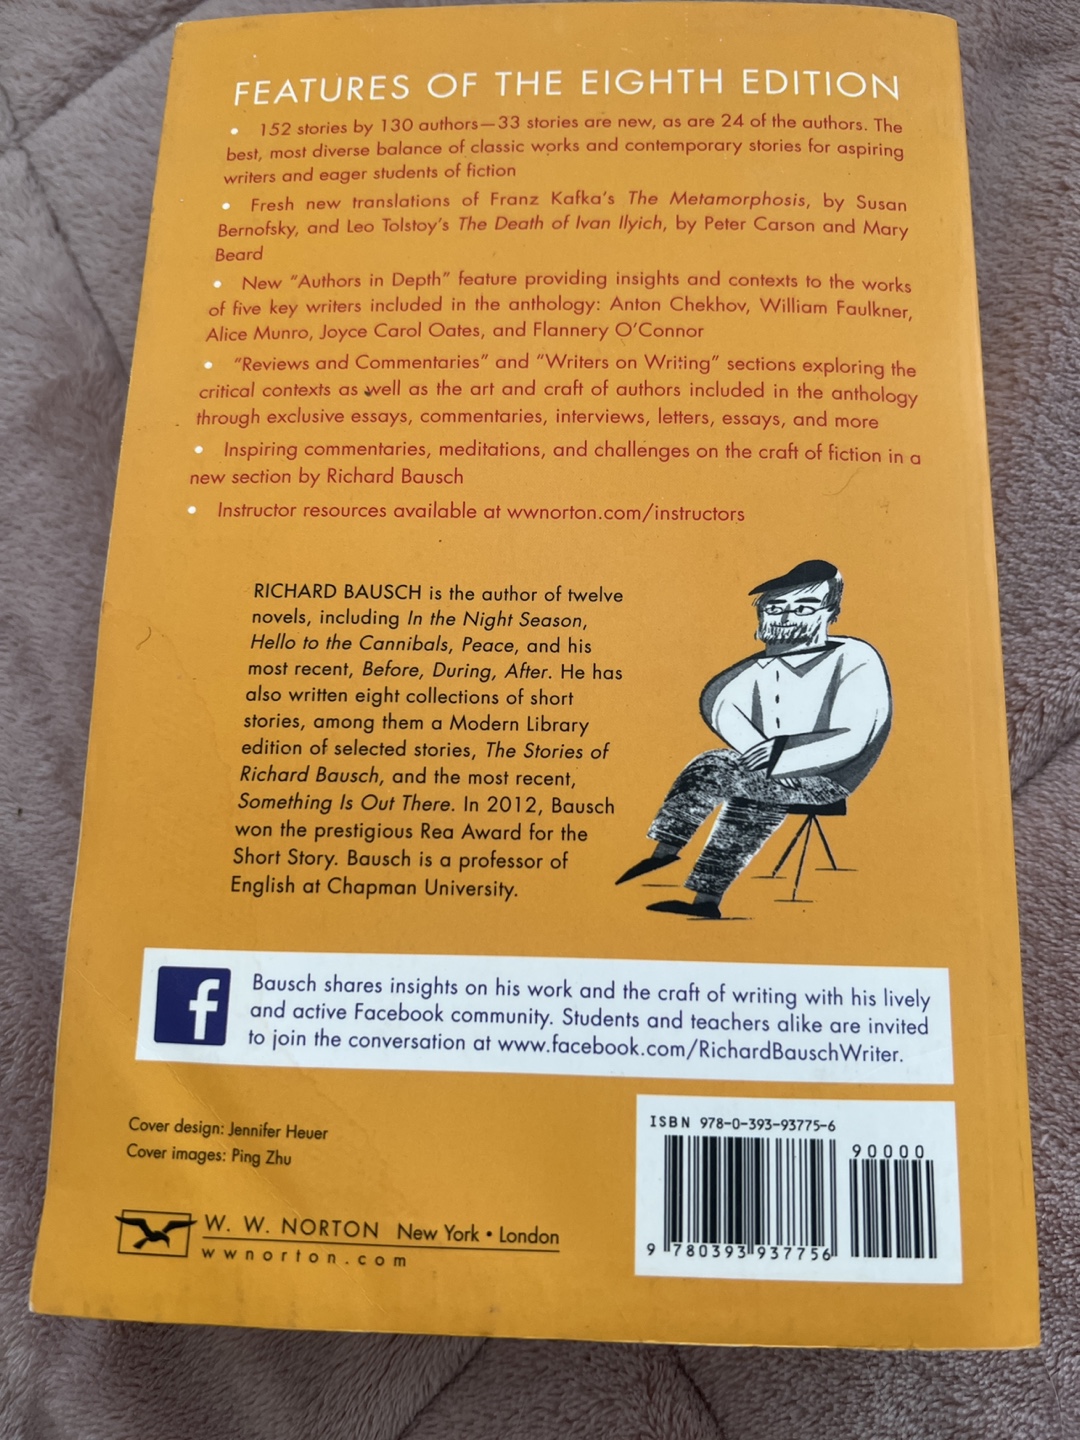 FEATURES OF THE EIGHTH EDITION
• 152 stories by 130 authors—33 stories are new, as are 24 of the authors. The
best, most diverse balance of classic works and contemporary stories for aspiring
writers and eager students of fiction
• Fresh new translations of Franz Kafka's The Metamorphosis, by Susan
Bernofsky, and Leo Tolstoy's The Death of Ivan Ilyich, by Peter Carson and Mary
Beard
• New "Authors in Depth" feature providing insights and contexts to the works
of five key writers included in the anthology: Anton Chekhov, William Faulkner,
Alice Munro, Joyce Carol Oates, and Flannery O'Connor
• "Reviews and Commentaries" and "Writers on Writing" sections exploring the
critical contexts as well as the art and craft of authors included in the anthology
through exclusive essays, commentaries, interviews, letters, essays, and more
• Inspiring commentaries, meditations, and challenges on the craft of fiction in a
new section by Richard Bausch
• Instructor resources available at wwnorton.com/instructors
RICHARD BAUSCH is the author of twelve
novels, including In the Night Season,
Hello to the Cannibals, Peace, and his
most recent, Before, During, After. He has
also written eight collections of short
stories, among them a Modern Library
edition of selected stories, The Stories of
Richard Bausch, and the most recent,
Something Is Out There. In 2012, Bausch
won the prestigious Rea Award for the
Short Story. Bausch is a professor of
English at Chapman University.
f
Bausch shares insights on his work and the craft of writing with his lively
and active Facebook community. Students and teachers alike are invited
to join the conversation at www.facebook.com/RichardBauschWriter.
Cover design: Jennifer Heuer
Cover images: Ping Zhu
W. W. NORTON New York • London
wwnorton.com
ISBN 978-0-393-93775-6
90000
9 780393 937756